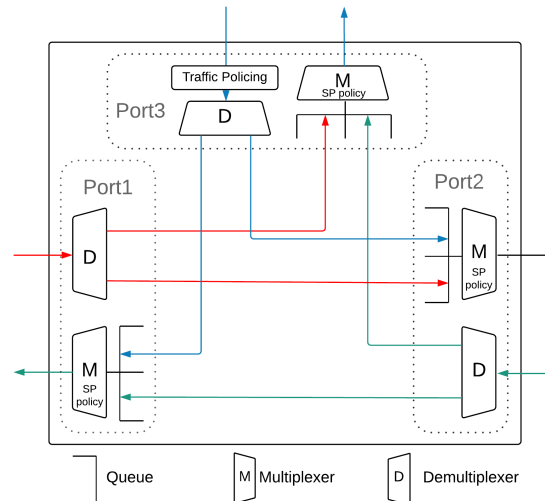 Traffic Policing
M
SP policy
Port3
D
Port1
Port2
D
M
SP
policy
M
SP
policy
D
Queue
M
Multiplexer
D
Demultiplexer